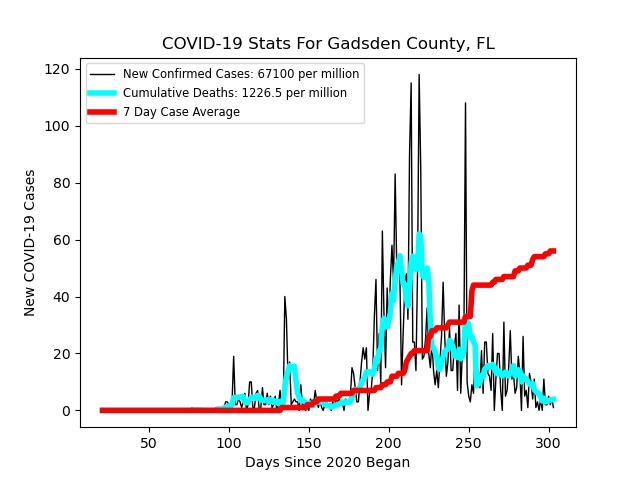 COVID-19 Stats For Gadsden County, FL
New Confirmed Cases: 67100 per million
Cumulative Deaths: 1226.5 per million
7 Day Case Average
New COVID-19 Cases
120
100
80
60
40
20
0
50 100 150 200 250 300
Days Since 2020 Began